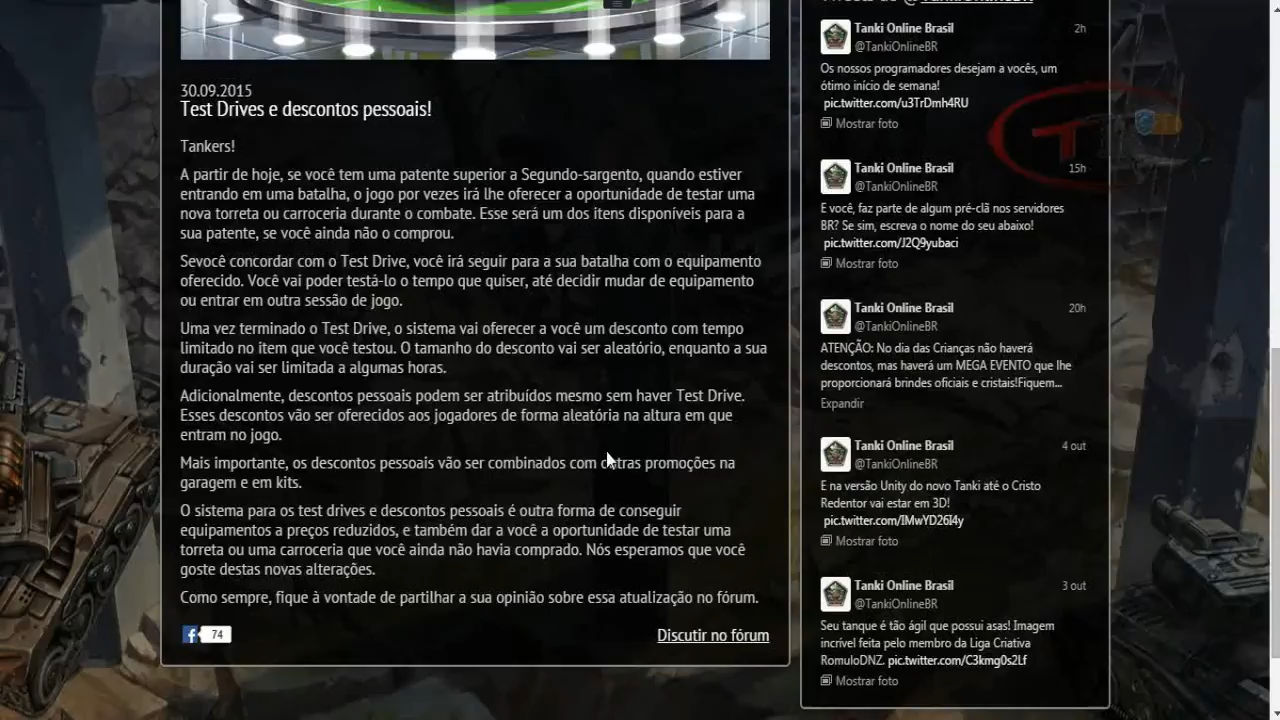 30.09.2015
Test Drives e descontos pessoais!
Tankers!
A partir de hoje, se você tem uma patente superior a Segundo-sargento, quando estiver
entrando em uma batalha, o jogo por vezes irá lhe oferecer a oportunidade de testar uma
nova torreta ou carroceria durante o combate. Esse será um dos itens disponíveis para a
sua patente, se você ainda não o comprou.
Sevocê concordar com o Test Drive, você irá seguir para a sua batalha com o equipamento
oferecido. Você vai poder testá-lo o tempo que quiser, até decidir mudar de equipamento
ou entrar em outra sessão de jogo.
Uma vez terminado o Test Drive, o sistema vai oferecer a você um desconto com tempo
limitado no item que você testou. O tamanho do desconto vai ser aleatório, enquanto a sua
duração vai ser limitada a algumas horas.
Adicionalmente, descontos pessoais podem ser atribuídos mesmo sem haver Test Drive.
Esses descontos vão ser oferecidos aos jogadores de forma aleatória na altura em que
entram no jogo.
Mais importante, os descontos pessoais vão ser combinados com outras promoções na
garagem e em kits.
O sistema para os test drives e descontos pessoais é outra forma de conseguir
equipamentos a preços reduzidos, e também dar a você a oportunidade de testar uma
torreta ou uma carroceria que você ainda não havia comprado. Nós esperamos que você
goste destas novas alterações.
Como sempre, fique à vontade de partilhar a sua opinião sobre essa atualização no fórum.
74
Discutir no fórum
Tanki Online Brasil 2h
@TankiOnlineBR
Os nossos programadores desejam a vocês, um
ótimo início de semana!
pic.twitter.com/u3TrDmh4RU
Mostrar foto
Tanki Online Brasil 15h
@TankiOnlineBR
E você, faz parte de algum pré-clã nos servidores
BR? Se sim, escreva o nome do seu abaixo!
pic.twitter.com/J2Q9yubaci
Mostrar foto
Tanki Online Brasil 20h
@TankiOnlineBR
ATENÇÃO: No dia das Crianças não haverá
descontos, mas haverá um MEGA EVENTO que lhe
proporcionará brindes oficiais e cristais!Fiquem...
Expandir
Tanki Online Brasil 4 out
@TankiOnlineBR
E na versão Unity do novo Tanki até o Cristo
Redentor vai estar em 3D!
pic.twitter.com/IMwYD26I4y
Mostrar foto
Tanki Online Brasil 3 out
@TankiOnlineBR
Seu tanque é tão ágil que possui asas! Imagem
incrível feita pelo membro da Liga Criativa
RomuloDNZ. pic.twitter.com/C3kmg0s2Lf
Mostrar foto